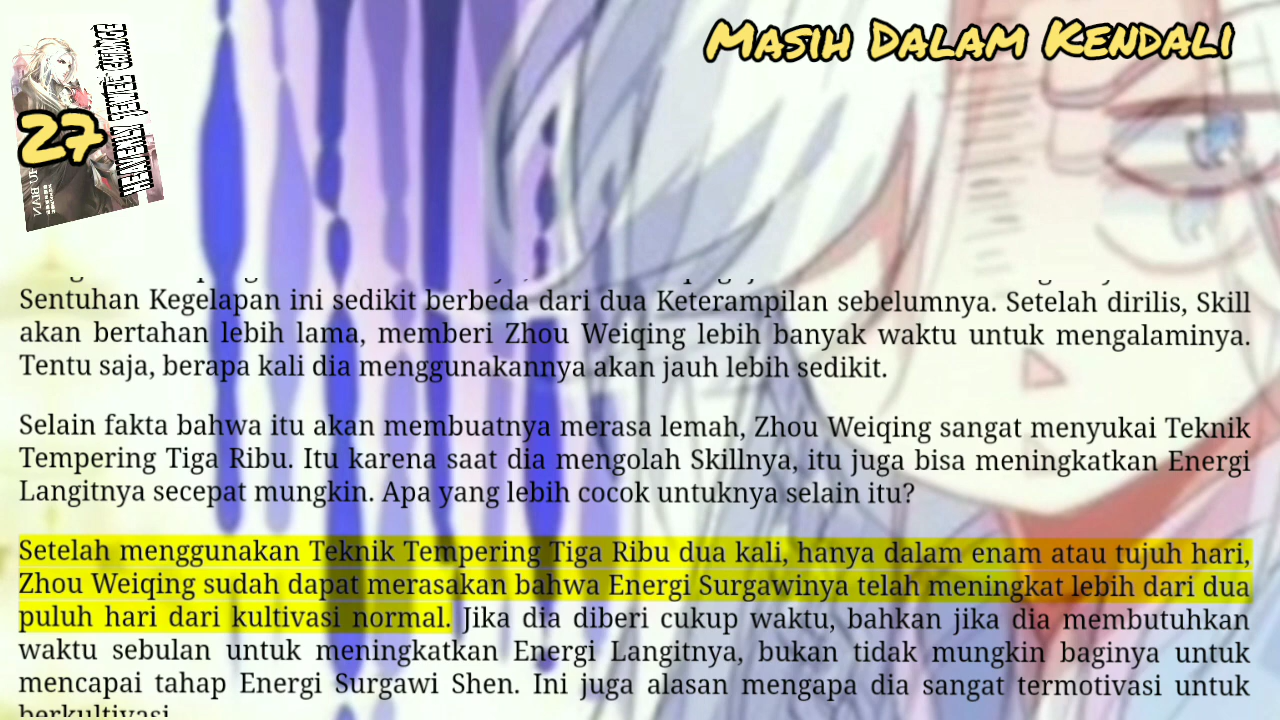 Masih Dalam Kendali
27
HEAVENLY JEWEL CHANGE
Sentuhan Kegelapan ini sedikit berbeda dari dua Keterampilan sebelumnya. Setelah dirilis, Skill
akan bertahan lebih lama, memberi Zhou Weiqing lebih banyak waktu untuk mengalaminya.
Tentu saja, berapa kali dia menggunakannya akan jauh lebih sedikit.
Selain fakta bahwa itu akan membuatnya merasa lemah, Zhou Weiqing sangat menyukai Teknik
Tempering Tiga Ribu. Itu karena saat dia mengolah Skillnya, itu juga bisa meningkatkan Energi
Langitnya secepat mungkin. Apa yang lebih cocok untuknya selain itu?
Setelah menggunakan Teknik Tempering Tiga Ribu dua kali, hanya dalam enam atau tujuh hari,
Zhou Weiqing sudah dapat merasakan bahwa Energi Surgawinya telah meningkat lebih dari dua
puluh hari dari kultivasi normal. Jika dia diberi cukup waktu, bahkan jika dia membutuhkan
waktu sebulan untuk meningkatkan Energi Langitnya, bukan tidak mungkin baginya untuk
mencapai tahap Energi Surgawi Shen. Ini juga alasan mengapa dia sangat termotivasi untuk
berkultivasi.